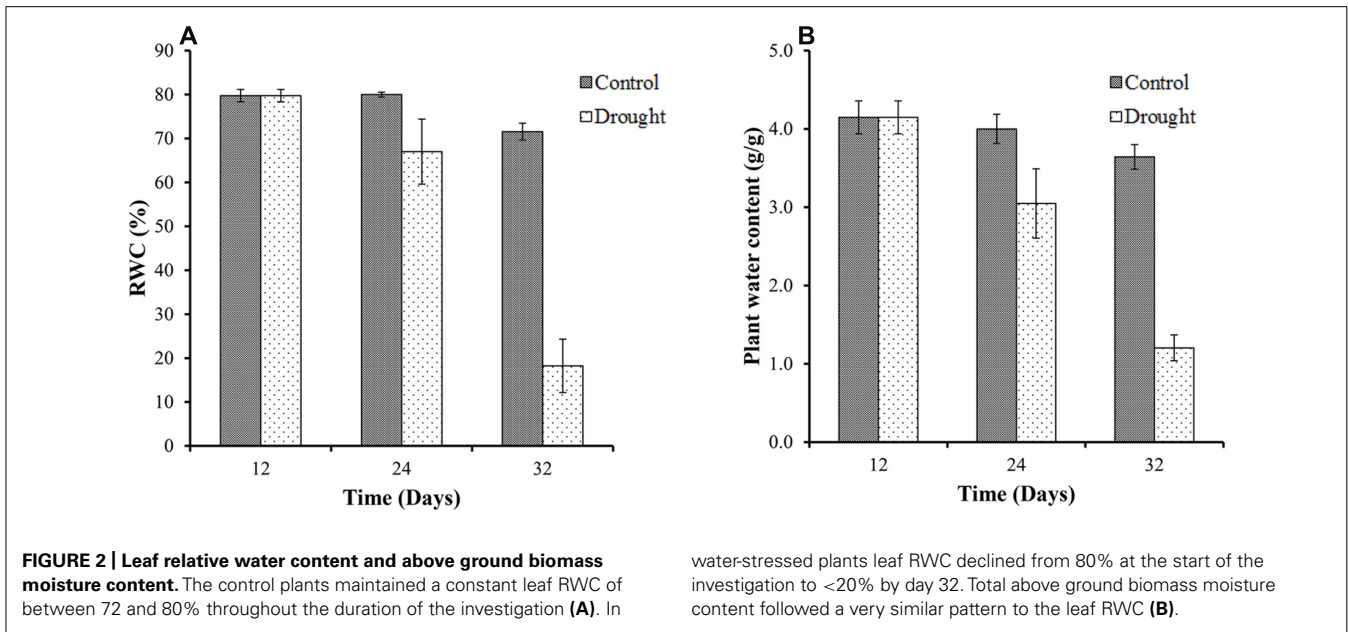 A
90
80
70
60
50
40
30
20
10
0
RWC (%)
12
24
32
Time (Days)
Control
Drought
B
5.0
4.0
3.0
2.0
1.0
0.0
Plant water content (g/g)
12
24
32
Time (Days)
Control
Drought
FIGURE 2 | Leaf relative water content and above ground biomass
moisture content. The control plants maintained a constant leaf RWC of
between 72 and 80% throughout the duration of the investigation (A). In
water-stressed plants leaf RWC declined from 80% at the start of the
investigation to <20% by day 32. Total above ground biomass moisture
content followed a very similar pattern to the leaf RWC (B).